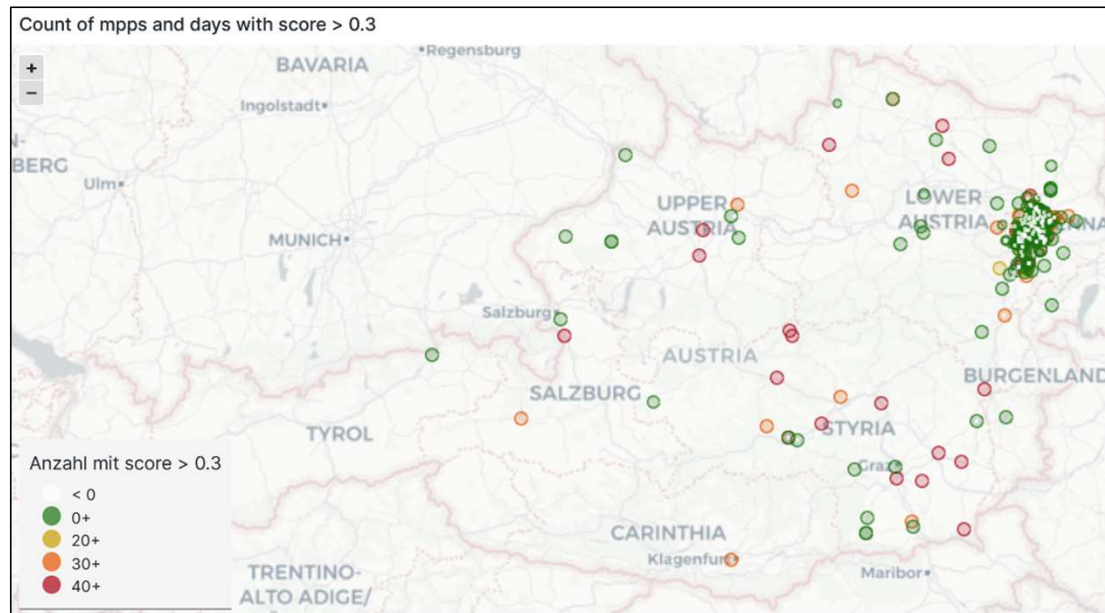 Count of mpps and days with score > 0.3
+
−
Regensburg
BAVARIA
Ingolstadt
BERG
Ulm
UPPER
AUSTRIA
LOWER
AUSTRIA
MUNICH
Salzburg
AUSTRIA
SALZBURG
BURGENLAND
TYROL
STYRIA
Graz
Anzahl mit score > 0.3
< 0
0+
20+
30+
40+
CARINTHIA
Klagenfurt
Maribor
TRENTINO-
ALTO ADIGE/